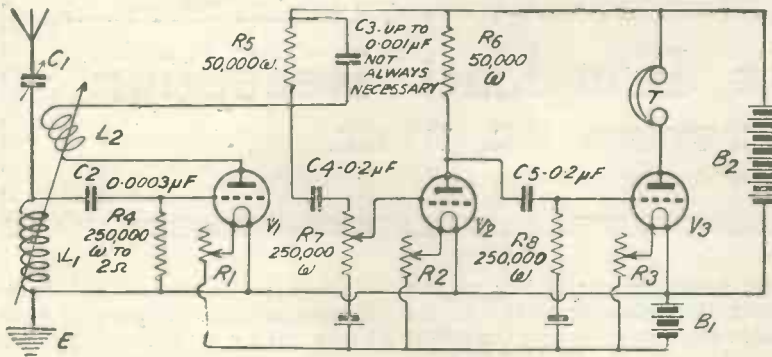 C1
L2
L1
E
C2
0.0003µF
R4
250,000
ω TO
2Ω
V1
R1
R5
50,000ω
C3-UP TO
0.001µF
NOT
ALWAYS
NECESSARY
R6
50,000
ω
C4-0.2µF
R7
250,000
ω
V2
R2
C5-0.2µF
R8
250,000
ω
V3
R3
T
B2
B1